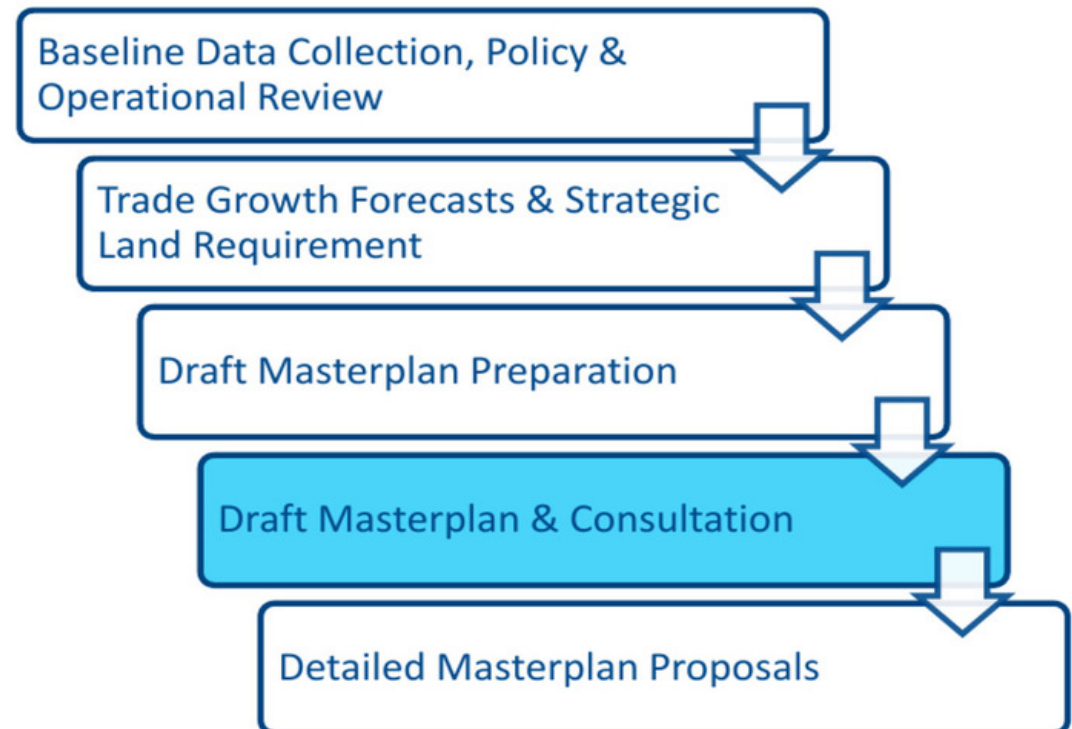 Baseline Data Collection, Policy &
Operational Review
Trade Growth Forecasts & Strategic
Land Requirement
Draft Masterplan Preparation
Draft Masterplan & Consultation
Detailed Masterplan Proposals